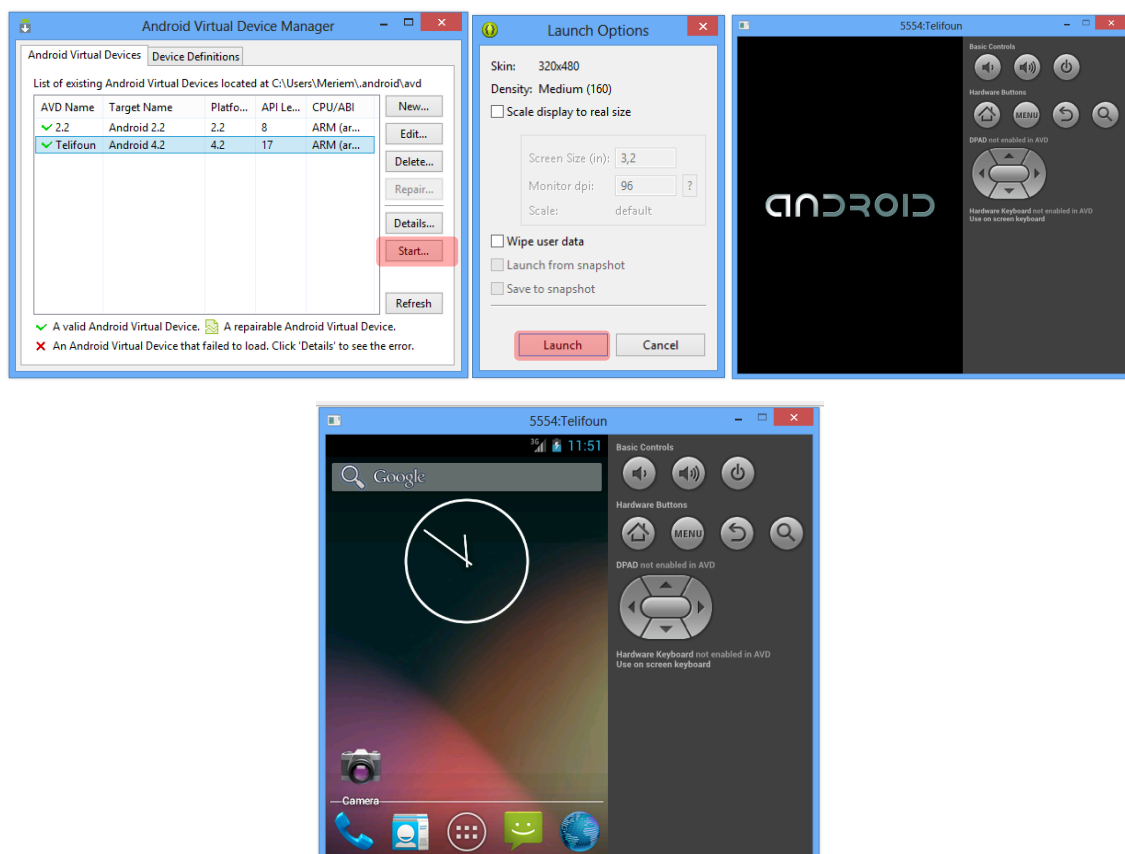 Android Virtual Device Manager
Android Virtual Devices Device Definitions
List of existing Android Virtual Devices located at C:\Users\Meriem\.android\avd
AVD Name Target Name Platfo... API Le... CPU/ABI
2.2 Android 2.2 2.2 8 ARM (ar...
Telifoun Android 4.2 4.2 17 ARM (ar...
New...
Edit...
Delete...
Repair...
Details...
Start...
Refresh
A valid Android Virtual Device. A repairable Android Virtual Device.
An Android Virtual Device that failed to load. Click 'Details' to see the error.
Launch Options
Skin: 320x480
Density: Medium (160)
Scale display to real size
Screen Size (in): 3,2
Monitor dpi: 96 ?
Scale: default
Wipe user data
Launch from snapshot
Save to snapshot
Launch Cancel
5554:Telifoun
ANDROID
Basic Controls
Hardware Buttons
MENU
DPAD not enabled in AVD
Hardware Keyboard not enabled in AVD
Use on screen keyboard
5554:Telifoun
3G 11:51
Google
Camera
Basic Controls
Hardware Buttons
MENU
DPAD not enabled in AVD
Hardware Keyboard not enabled in AVD
Use on screen keyboard